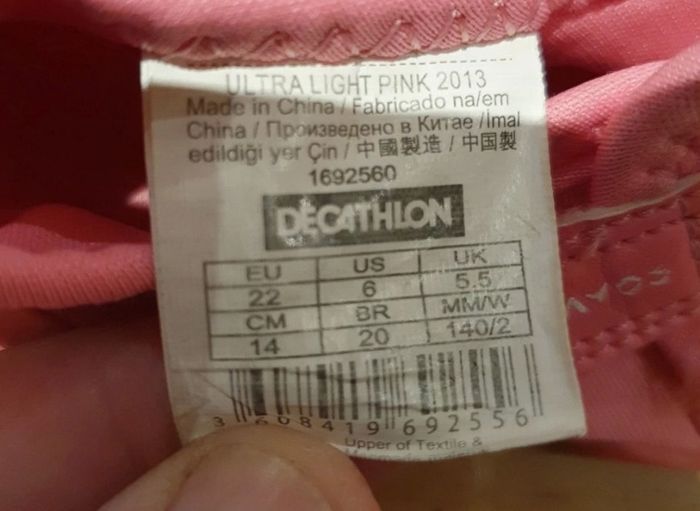 ULTRA LIGHT PINK 2013
Made in China / Fabricado na/em
China / Произведено в Китае /İmal
edildiği yer Çin / 中國製造 / 中国製
1692560
DECATHLON
EU US UK
22 6 5.5
CM BR MM/W
14 20 140/2
3 608419 692556
Upper of Textile &